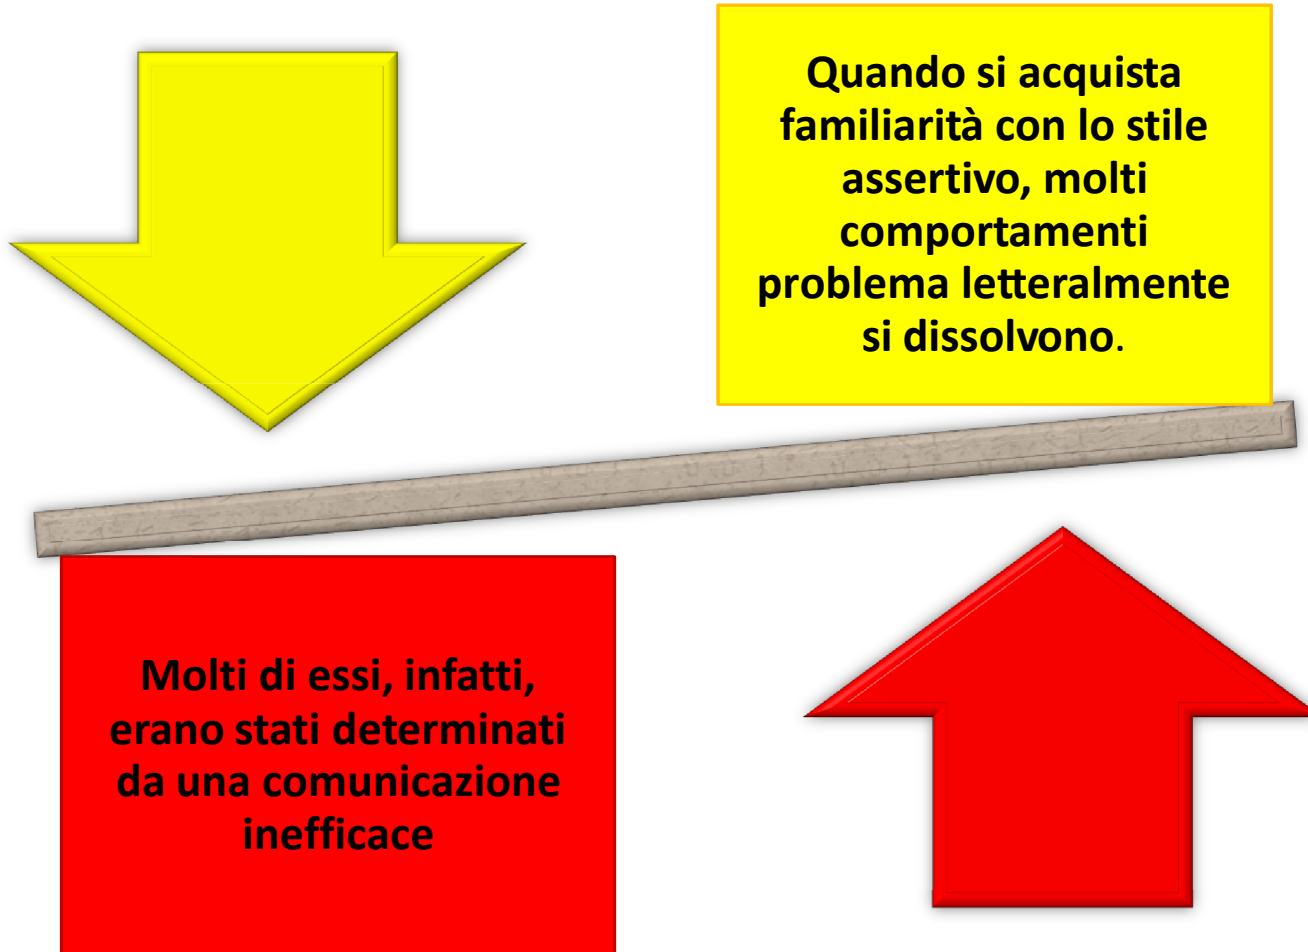 Quando si acquista
familiarità con lo stile
assertivo, molti
comportamenti
problema letteralmente
si dissolvono.
Molti di essi, infatti,
erano stati determinati
da una comunicazione
inefficace